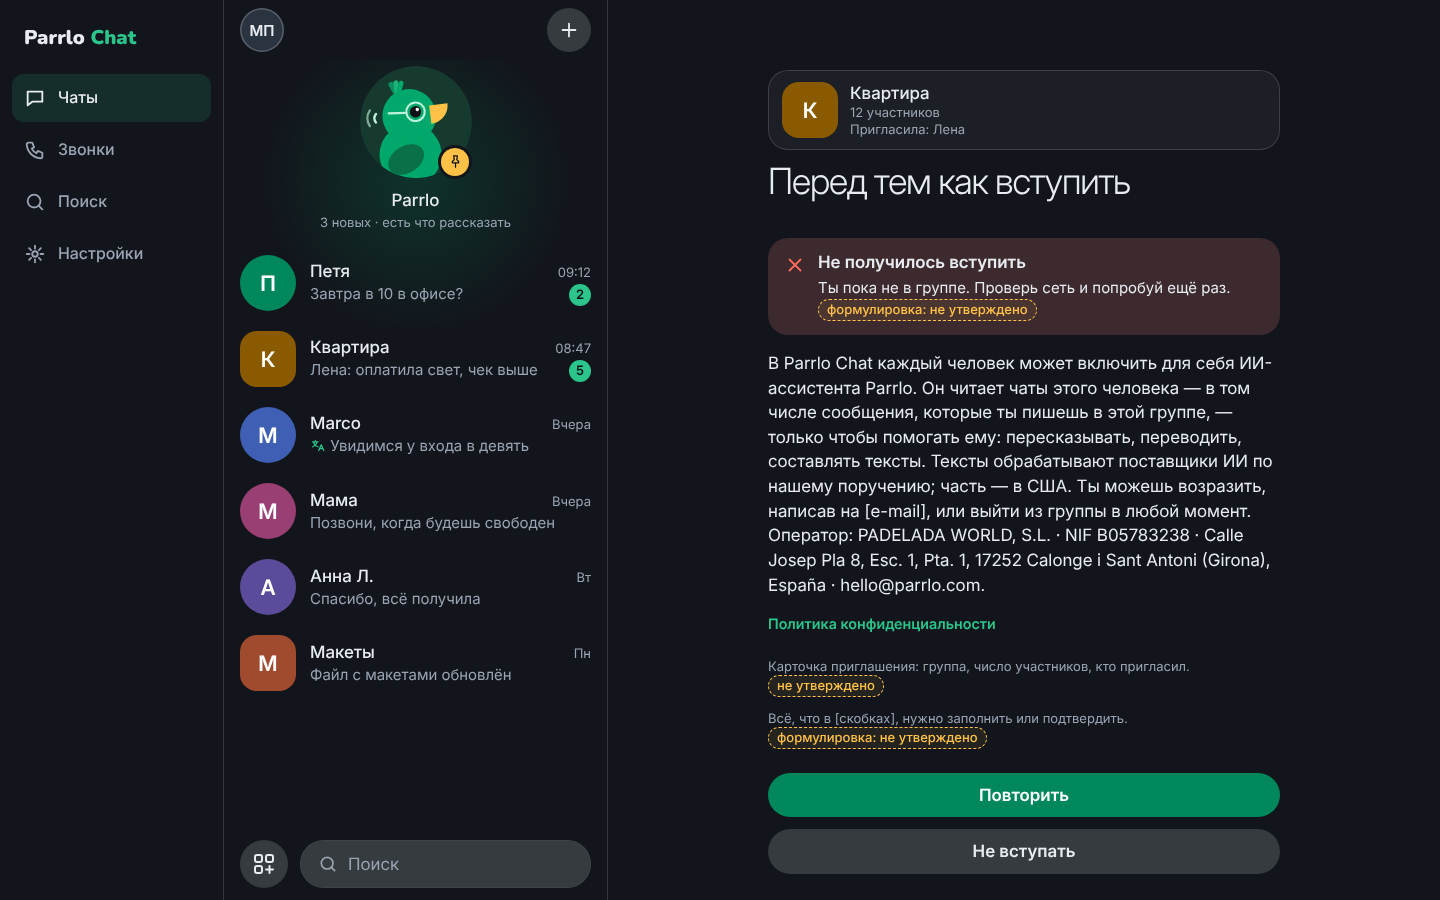 Parrlo Chat
Чаты
Звонки
Поиск
Настройки
МП
Parrlo
3 новых · есть что рассказать
П
Петя
09:12
Завтра в 10 в офисе?
2
К
Квартира
08:47
Лена: оплатила свет, чек выше
5
M
Marco
Вчера
Увидимся у входа в девять
М
Мама
Вчера
Позвони, когда будешь свободен
А
Анна Л.
Вт
Спасибо, всё получила
М
Макеты
Пн
Файл с макетами обновлён
Поиск
К
Квартира
12 участников
Пригласила: Лена
Перед тем как вступить
Не получилось вступить
Ты пока не в группе. Проверь сеть и попробуй ещё раз.
формулировка: не утверждено
В Parrlo Chat каждый человек может включить для себя ИИ-
ассистента Parrlo. Он читает чаты этого человека — в том
числе сообщения, которые ты пишешь в этой группе, —
только чтобы помогать ему: пересказывать, переводить,
составлять тексты. Тексты обрабатывают поставщики ИИ по
нашему поручению; часть — в США. Ты можешь возразить,
написав на [e-mail], или выйти из группы в любой момент.
Оператор: PADELADA WORLD, S.L. · NIF B05783238 · Calle
Josep Pla 8, Esc. 1, Pta. 1, 17252 Calonge i Sant Antoni (Girona),
España · hello@parrlo.com.
Политика конфиденциальности
Карточка приглашения: группа, число участников, кто пригласил.
не утверждено
Всё, что в [скобках], нужно заполнить или подтвердить.
формулировка: не утверждено
Повторить
Не вступать